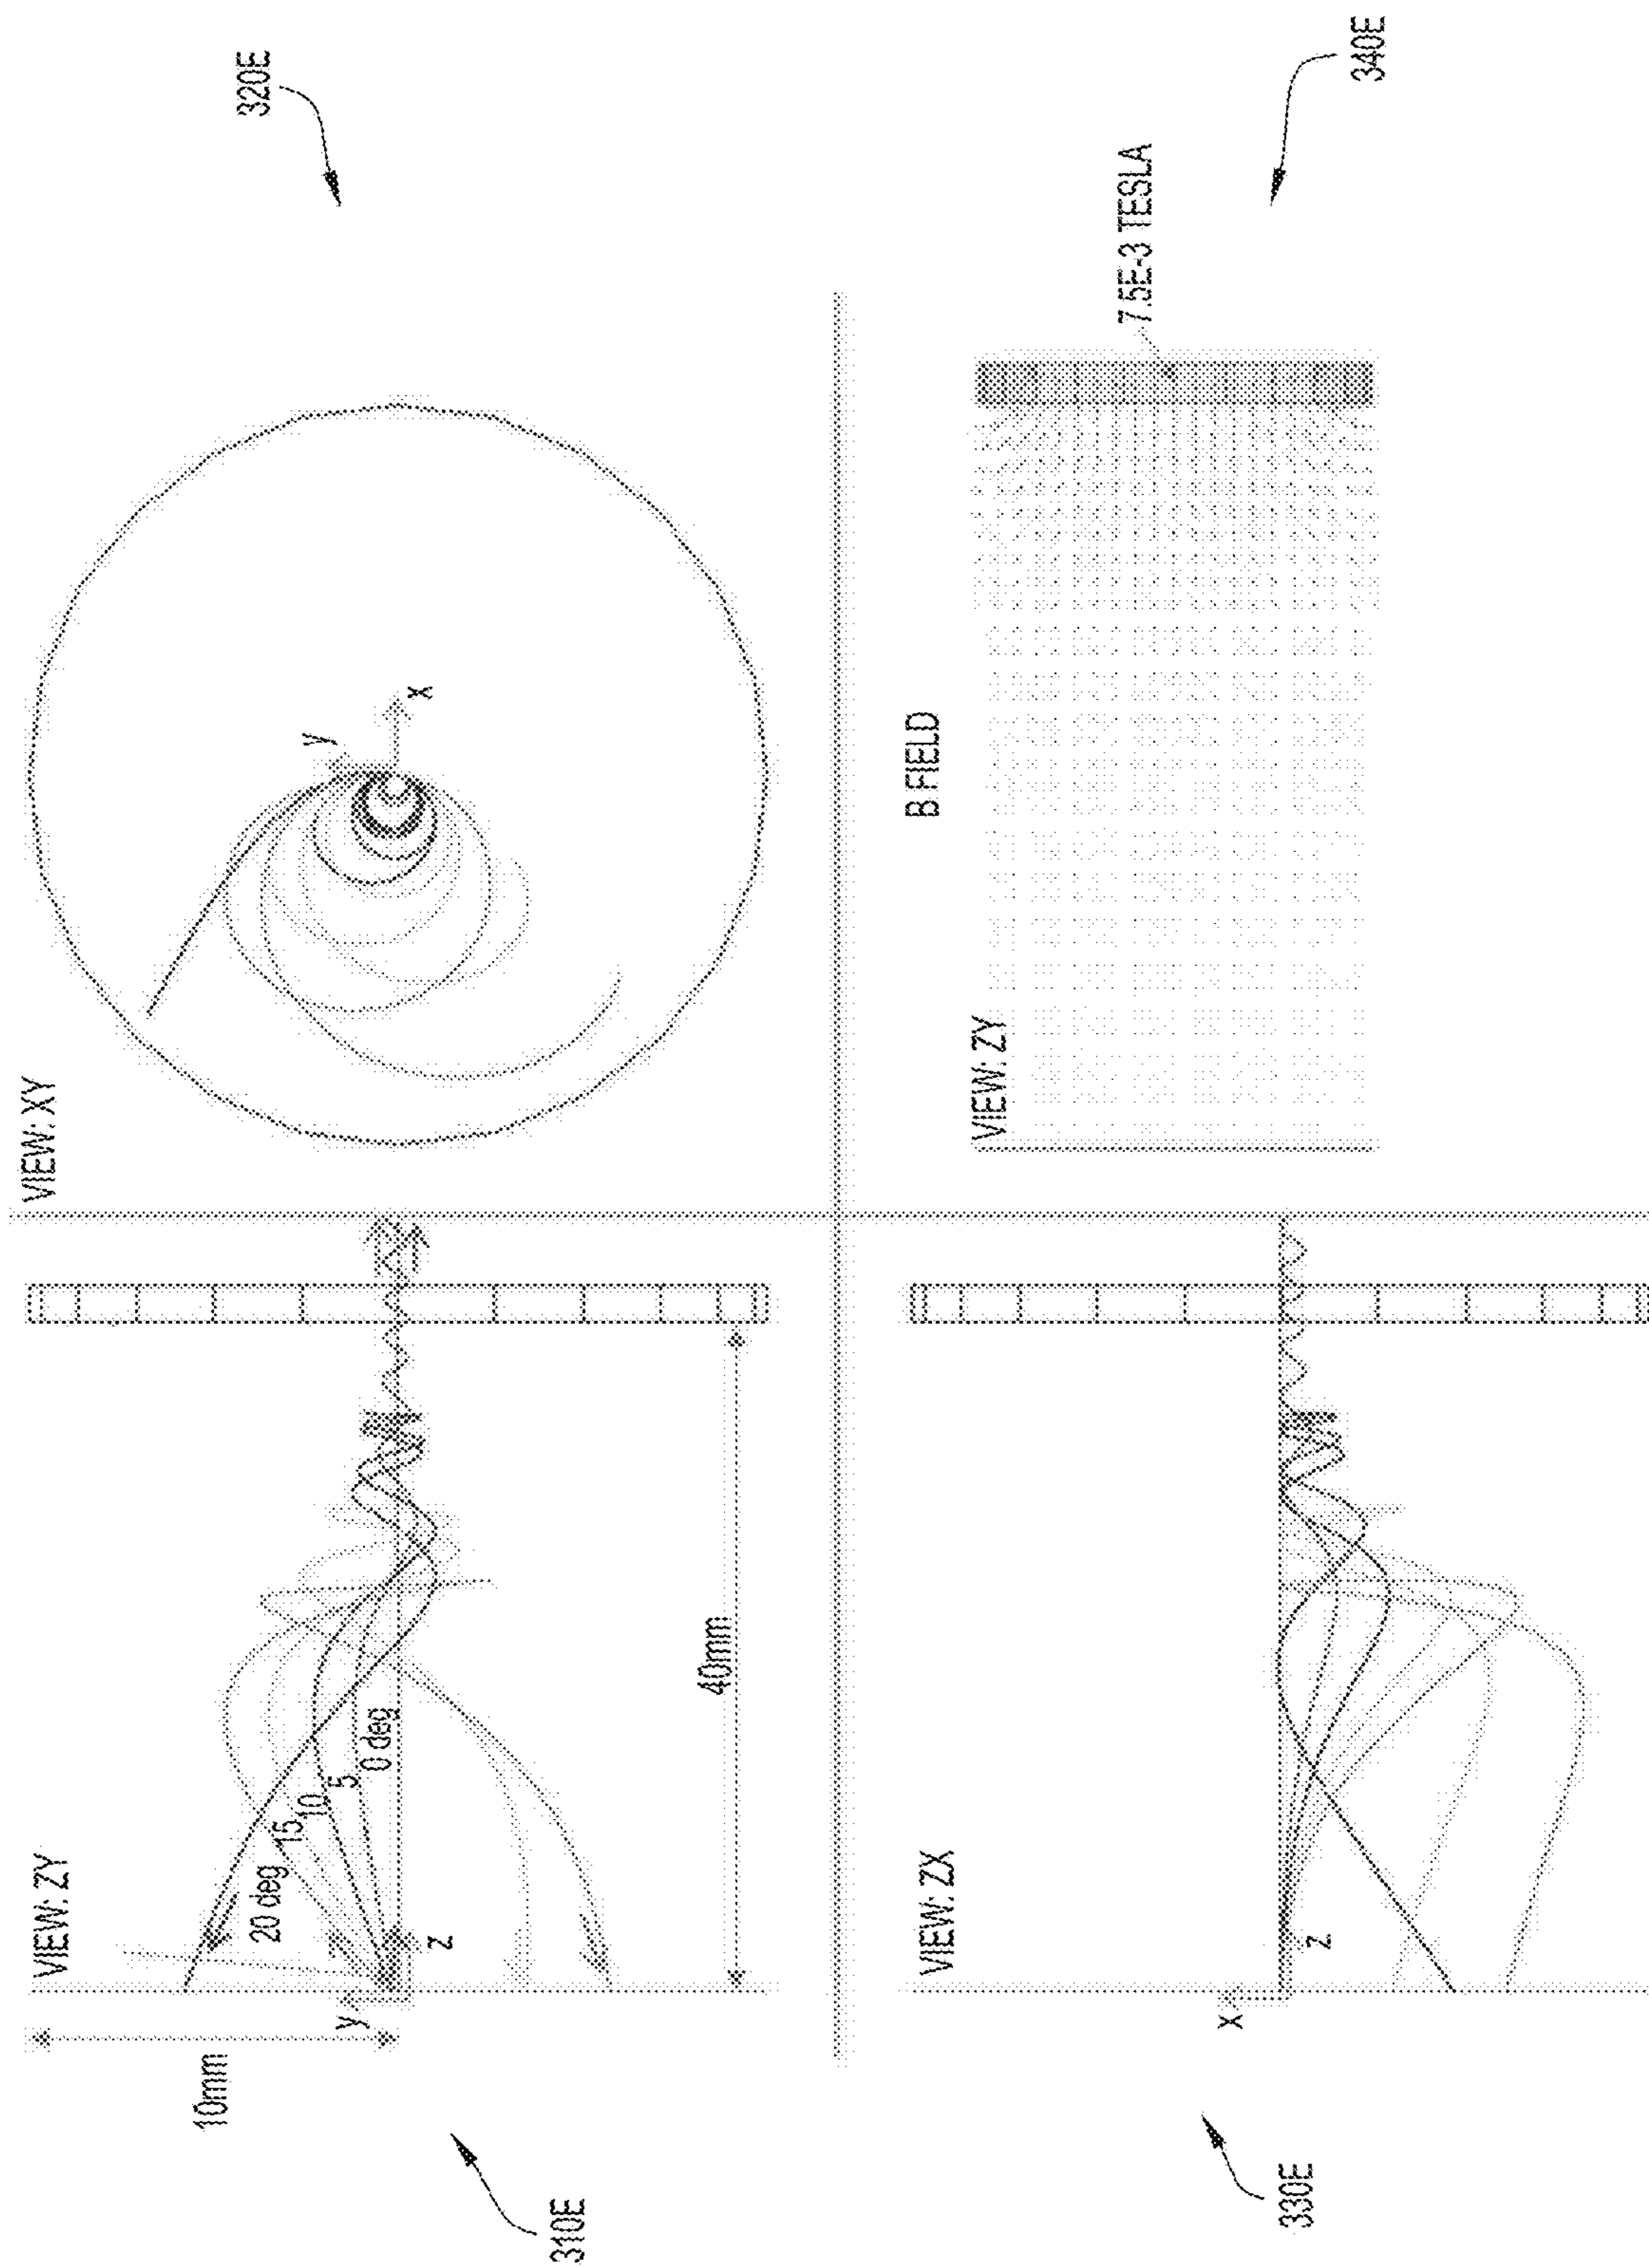 310E
10mm
VIEW: ZY
y
z
20 deg
15
10
5
0 deg
40mm
VIEW: XY
y
x
320E
330E
VIEW: ZX
x
z
B FIELD
VIEW: ZY
7.5E-3 TESLA
340E